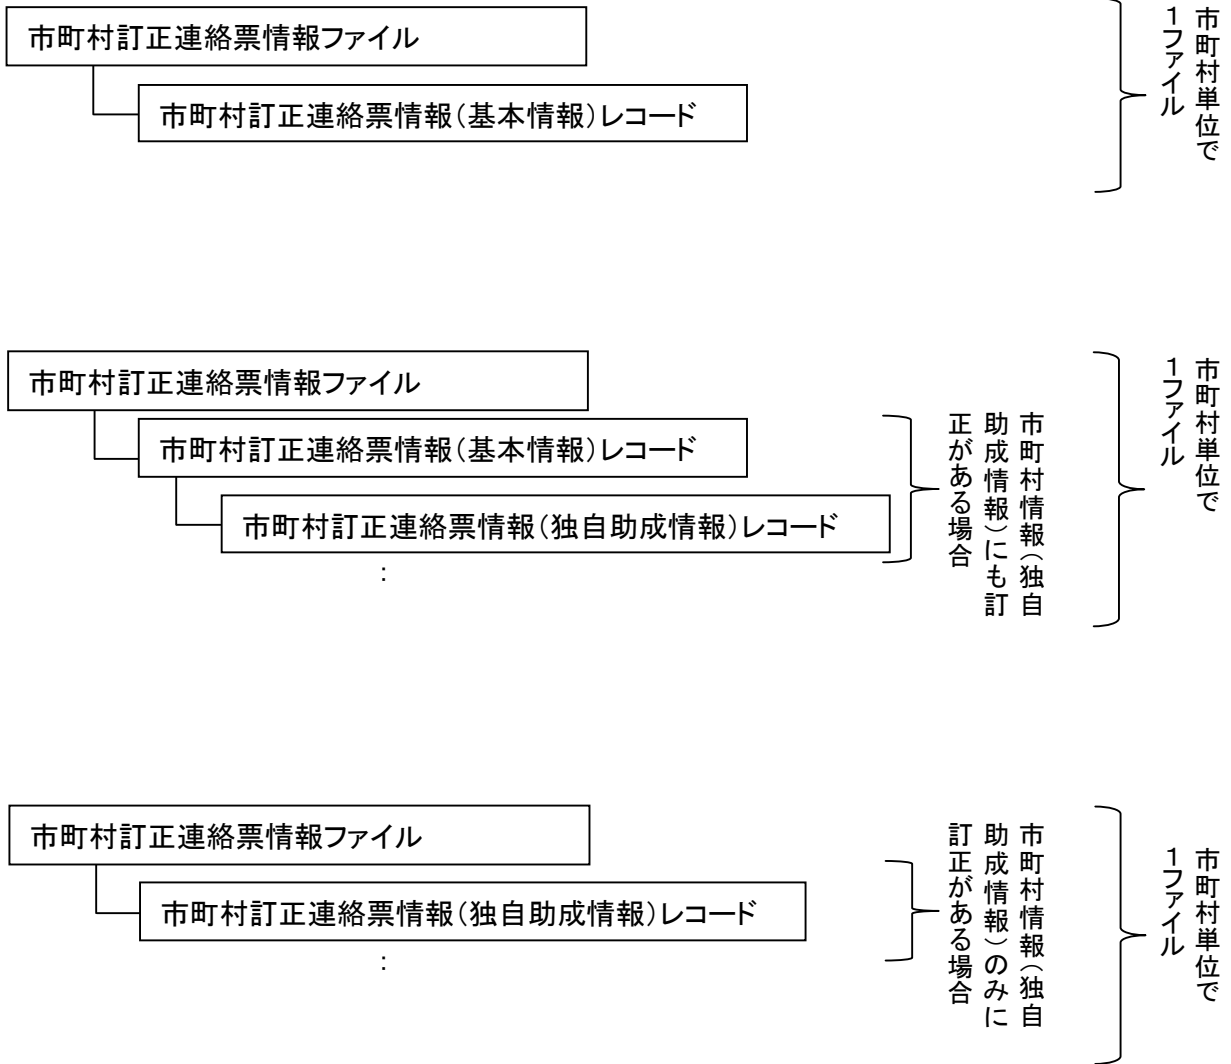 市町村訂正連絡票情報ファイル
市町村訂正連絡票情報（基本情報）レコード
市町村単位で
１ファイル
市町村訂正連絡票情報ファイル
市町村訂正連絡票情報（基本情報）レコード
市町村訂正連絡票情報（独自助成情報）レコード
：
市町村情報（独自
助成情報）にも訂
正がある場合
市町村単位で
１ファイル
市町村訂正連絡票情報ファイル
市町村訂正連絡票情報（独自助成情報）レコード
：
市町村情報（独自
助成情報）のみに
訂正がある場合
市町村単位で
１ファイル